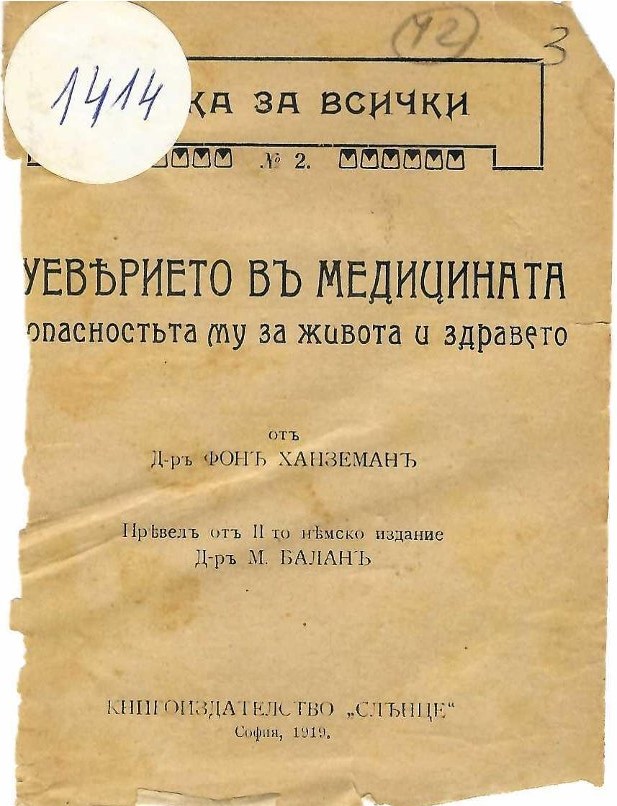 12 3
1414
КА ЗА ВСИЧКИ
№ 2.
УЕВѢРИЕТО ВЪ МЕДИЦИНАТА
опасностьта му за живота и здравето
отъ
Д-ръ ФОНЪ ХАНЗЕМАНЪ
Прѣвелъ отъ II то нѣмско издание
Д-ръ М. БАЛАНЪ
КНИГОИЗДАТЕЛСТВО „СЛЪНЦЕ“
София, 1919.